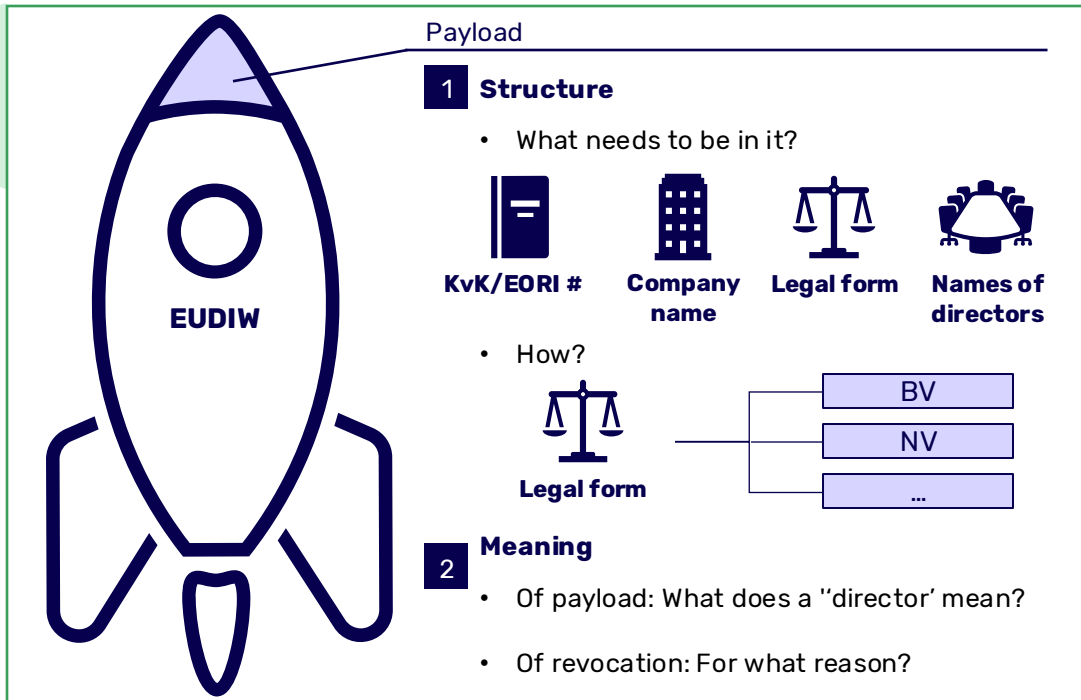 Payload
1 Structure
• What needs to be in it?
KvK/EORI # Company name Legal form Names of directors
EUDIW
• How?
Legal form
BV
NV
...
2 Meaning
• Of payload: What does a "‘director’ mean?
• Of revocation: For what reason?